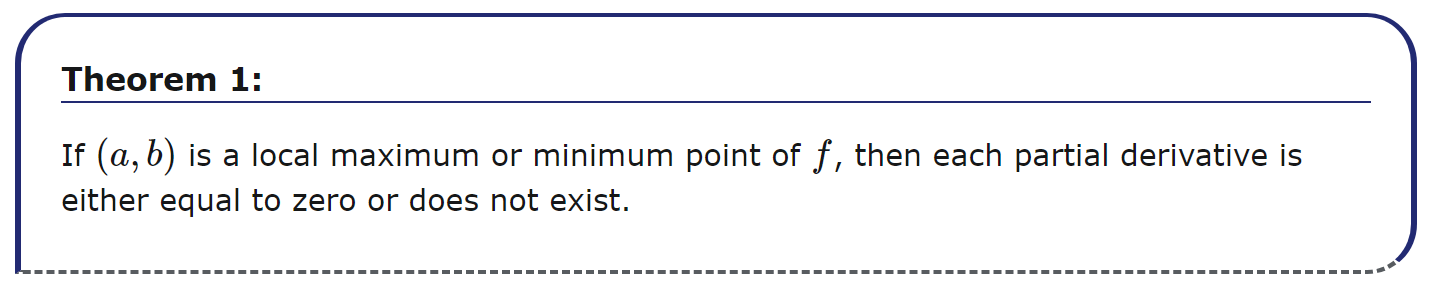 Theorem 1:
If (a, b) is a local maximum or minimum point of f, then each partial derivative is
either equal to zero or does not exist.